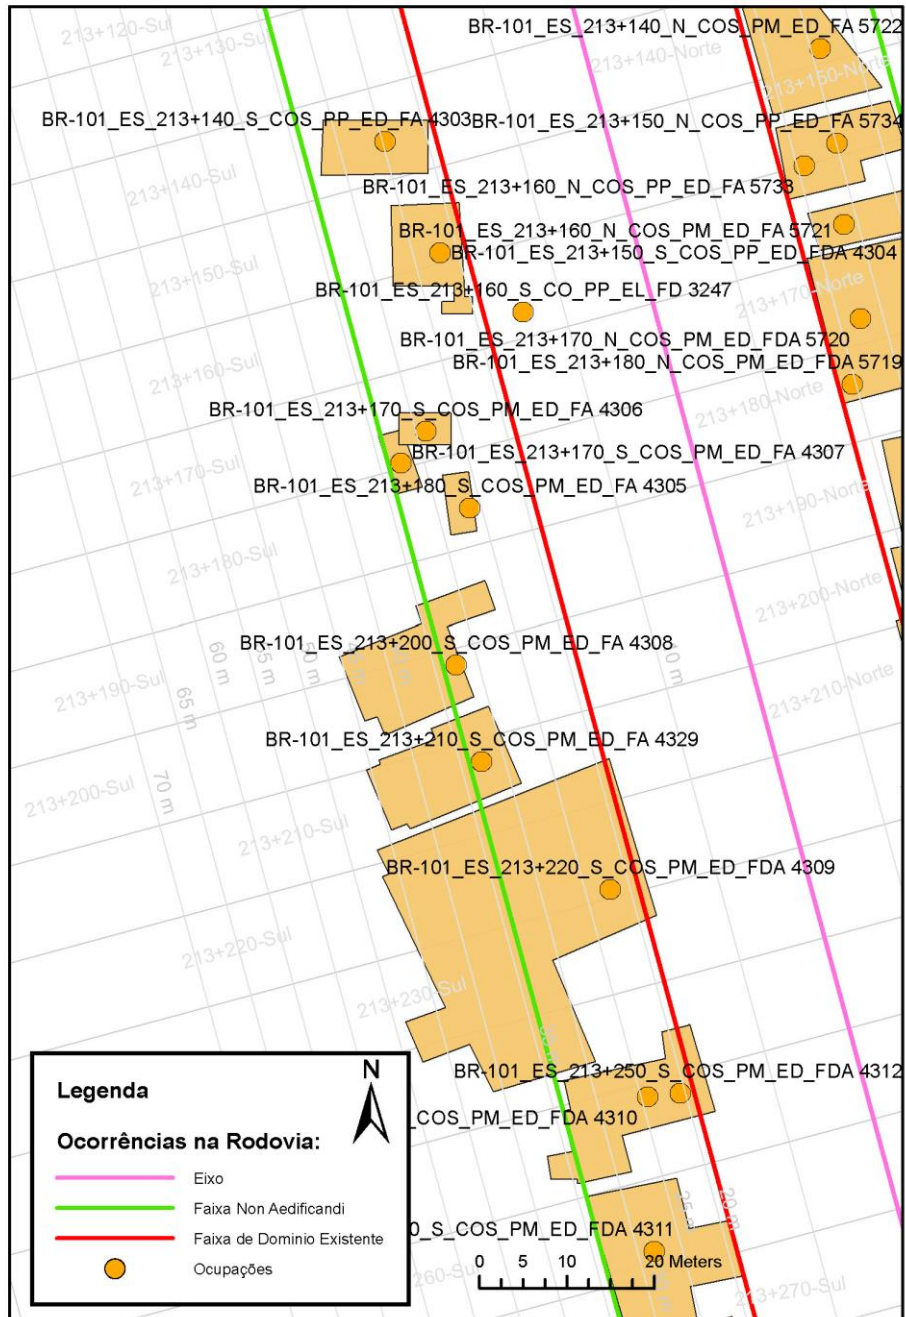 BR-101_ES_213+140_N_COS_PM_ED_FA 5722
213+120-Sul
213+130-Su
213+140-Norte
213+150-Norte
BR-101_ES_213+140_S_COS_PP_ED_FA 4303
BR-101_ES_213+150_N_COS_PP_ED_FA 5734
213+140-Sul
BR-101_ES_213+160_N_COS_PP_ED_FA 5733
BR-101_ES_213+160_N_COS_PM_ED_FA 5721
BR-101_ES_213+150_S_COS_PP_ED_FDA 4304
213+150-Sul
BR-101_ES_213+160_S_CO_PP_EL_FD 3247
213+170-Norte
BR-101_ES_213+170_N_COS_PM_ED_FDA 5720
BR-101_ES_213+180_N_COS_PM_ED_FDA 5719
213+160-Sul
213+180-Norte
BR-101_ES_213+170_S_COS_PM_ED_FA 4306
BR-101_ES_213+170_S_COS_PM_ED_FA 4307
213+170-Sul
BR-101_ES_213+180_S_COS_PM_ED_FA 4305
213+190-Norte
213+180-Sul
213+200-Norte
BR-101_ES_213+200_S_COS_PM_ED_FA 4308
60 m
10 m
213+190-Sul
65 m
213+210-Norte
BR-101_ES_213+210_S_COS_PM_ED_FA 4329
213+200-Sul
70 m
213+210-Sul
BR-101_ES_213+220_S_COS_PM_ED_FDA 4309
213+220-Sul
213+230-Sul
BR-101_ES_213+250_S_COS_PM_ED_FDA 4312
_COS_PM_ED_FDA 4310
25 m
20 m
0_S_COS_PM_ED_FDA 4311
260-Sul
213+270-Sul
N
Legenda
Ocorrências na Rodovia:
Eixo
Faixa Non Aedificandi
Faixa de Dominio Existente
Ocupações
0 5 10 20 Meters